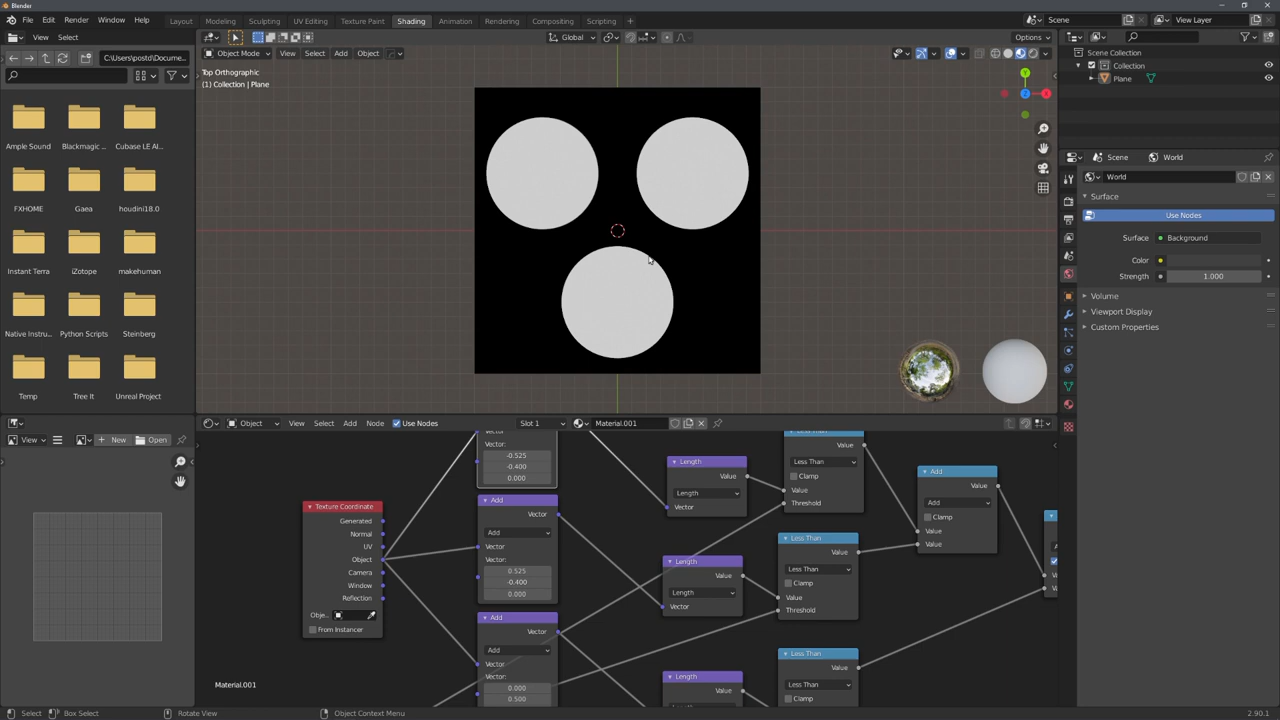 Blender
File Edit Render Window Help
Layout Modeling Sculpting UV Editing Texture Paint Shading Animation Rendering Compositing Scripting +
Scene View Layer
View Select
Object Mode View Select Add Object Global Options
C:\Users\postd\Docume...
Top Orthographic
(1) Collection | Plane
Ample Sound Blackmagic ... Cubase LE Al...
FXHOME Gaea houdini18.0
Instant Terra iZotope makehuman
Native Instru... Python Scripts Steinberg
Temp Tree It Unreal Project
Y
X
Z
Scene Collection
Collection
Plane
Scene World
World
Surface
Use Nodes
Surface Background
Color
Strength 1.000
Volume
Viewport Display
Custom Properties
View New Open
Object View Select Add Node Use Nodes Slot 1 Material.001
Texture Coordinate
Generated
Normal
UV
Object
Camera
Window
Reflection
Obje..
From Instancer
Vector:
-0.525
-0.400
0.000
Add
Vector
Add
Vector
Vector:
0.525
-0.400
0.000
Add
Vector
Add
Vector
Vector:
0.000
0.500
Length
Value
Length
Vector
Length
Value
Length
Vector
Length
Value
Less Than
Value
Less Than
Clamp
Value
Threshold
Less Than
Value
Less Than
Clamp
Value
Threshold
Less Than
Value
Less Than
Clamp
Add
Value
Add
Clamp
Value
Value
Material.001
Select Box Select Rotate View Object Context Menu 2.90.1